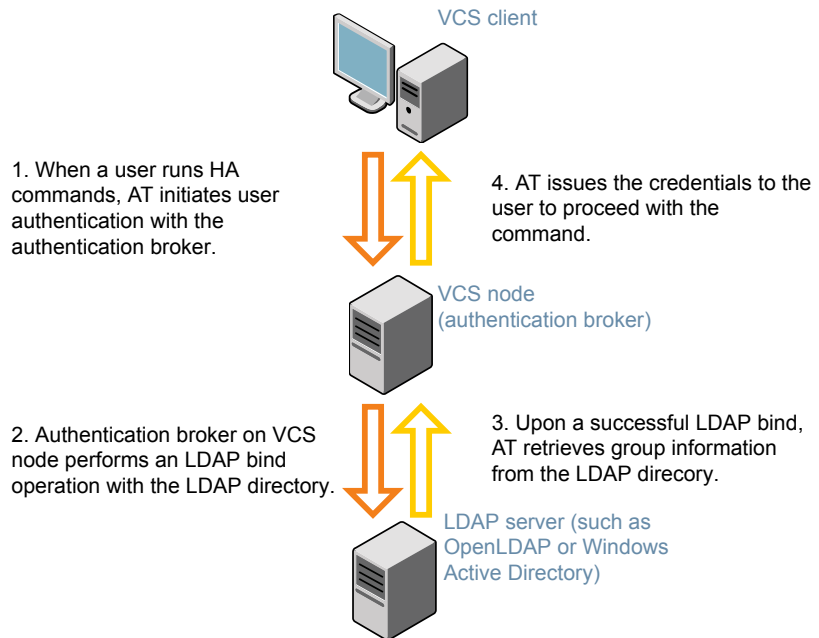 VCS client
1. When a user runs HA
commands, AT initiates user
authentication with the
authentication broker.
4. AT issues the credentials to the
user to proceed with the
command.
VCS node
(authentication broker)
2. Authentication broker on VCS
node performs an LDAP bind
operation with the LDAP directory.
3. Upon a successful LDAP bind,
AT retrieves group information
from the LDAP direcory.
LDAP server (such as
OpenLDAP or Windows
Active Directory)